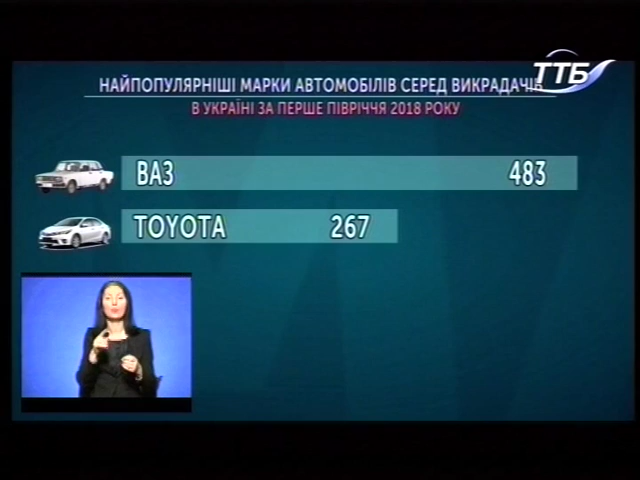 НАЙПОПУЛЯРНІШІ МАРКИ АВТОМОБІЛІВ СЕРЕД ВИКРАДАЧІВ
ТТБ
В УКРАЇНІ ЗА ПЕРШЕ ПІВРІЧЧЯ 2018 РОКУ
ВАЗ 483
TOYOTA 267